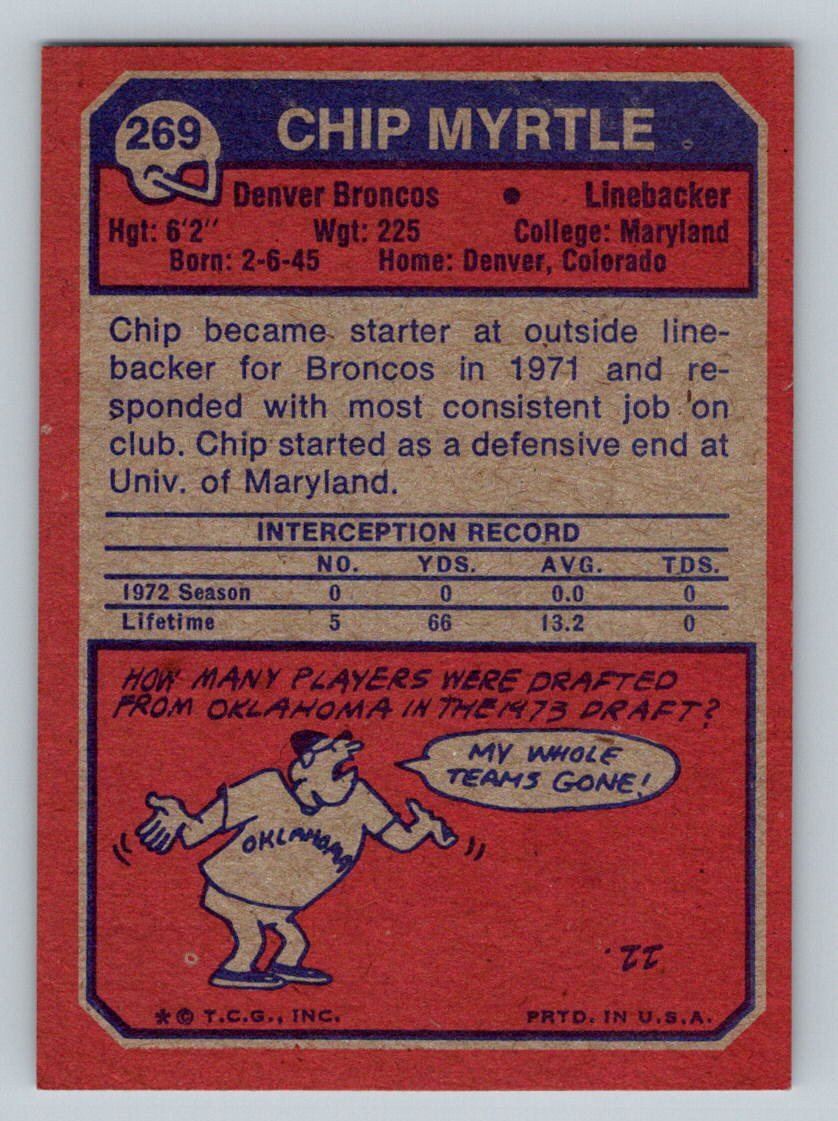 269
CHIP MYRTLE
Denver Broncos • Linebacker
Hgt: 6'2" Wgt: 225 College: Maryland
Born: 2-6-45 Home: Denver, Colorado
Chip became starter at outside line-
backer for Broncos in 1971 and re-
sponded with most consistent job on
club. Chip started as a defensive end at
Univ. of Maryland.
INTERCEPTION RECORD
NO. YDS. AVG. TDS.
1972 Season 0 0 0.0 0
Lifetime 5 66 13.2 0
HOW MANY PLAYERS WERE DRAFTED
FROM OKLAHOMA IN THE 1973 DRAFT?
MY WHOLE
TEAMS GONE!
OKLAHOMA
* © T.C.G., INC. PRTD. IN U.S.A.